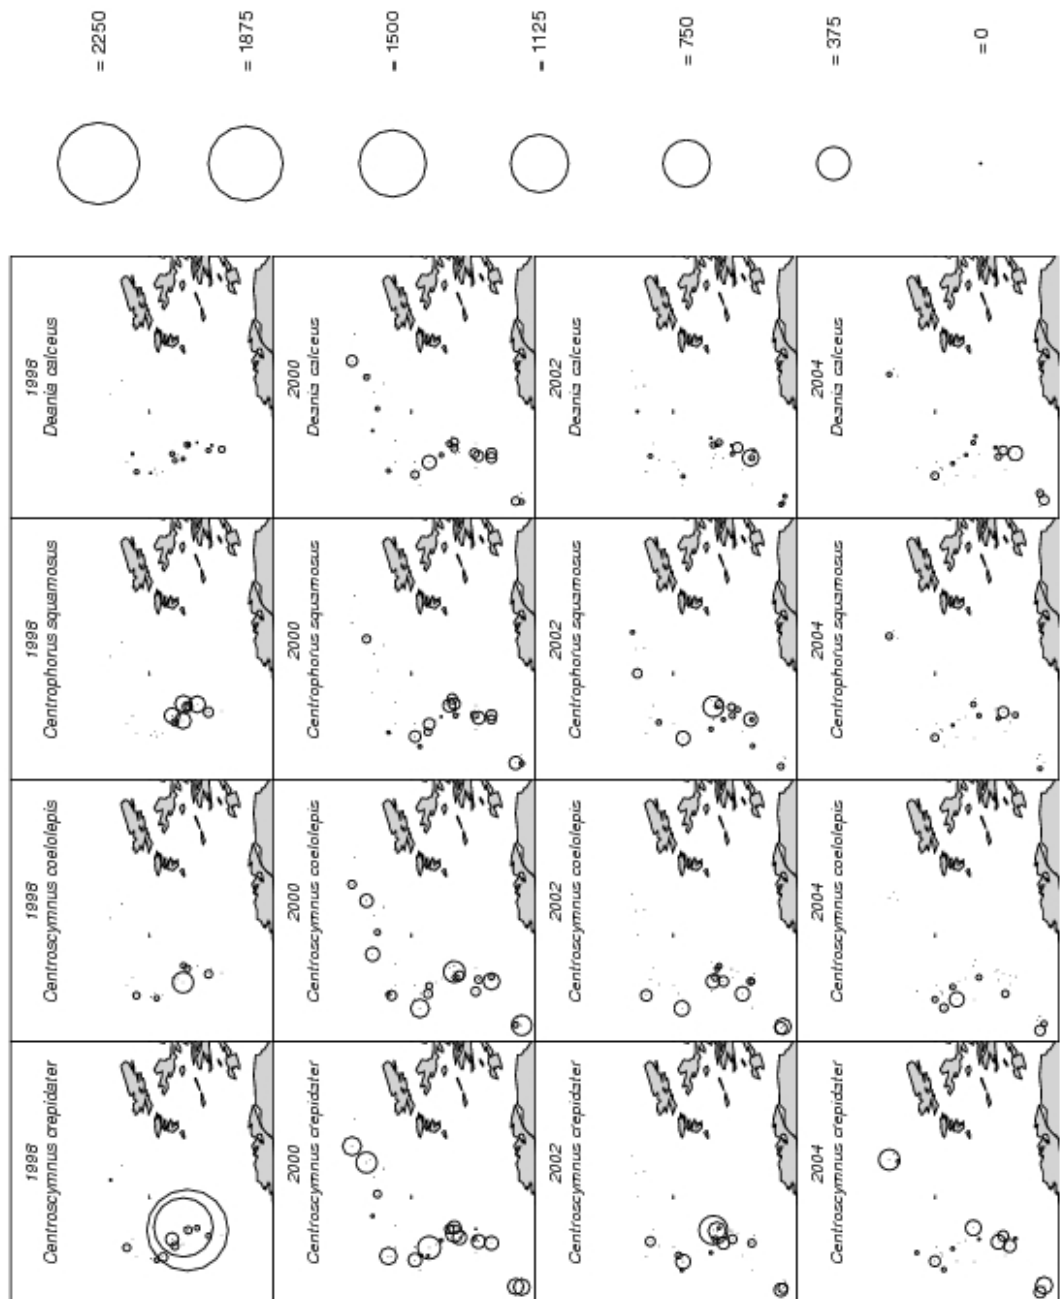 1998
Centroscymnus crepidater
1998
Centroscymnus coelolepis
1998
Centrophorus squamosus
1998
Deania calceus
2000
Centroscymnus crepidater
2000
Centroscymnus coelolepis
2000
Centrophorus squamosus
2000
Deania calceus
2002
Centroscymnus crepidater
2002
Centroscymnus coelolepis
2002
Centrophorus squamosus
2002
Deania calceus
2004
Centroscymnus crepidater
2004
Centroscymnus coelolepis
2004
Centrophorus squamosus
2004
Deania calceus
= 2250
= 1875
= 1500
= 1125
= 750
= 375
= 0